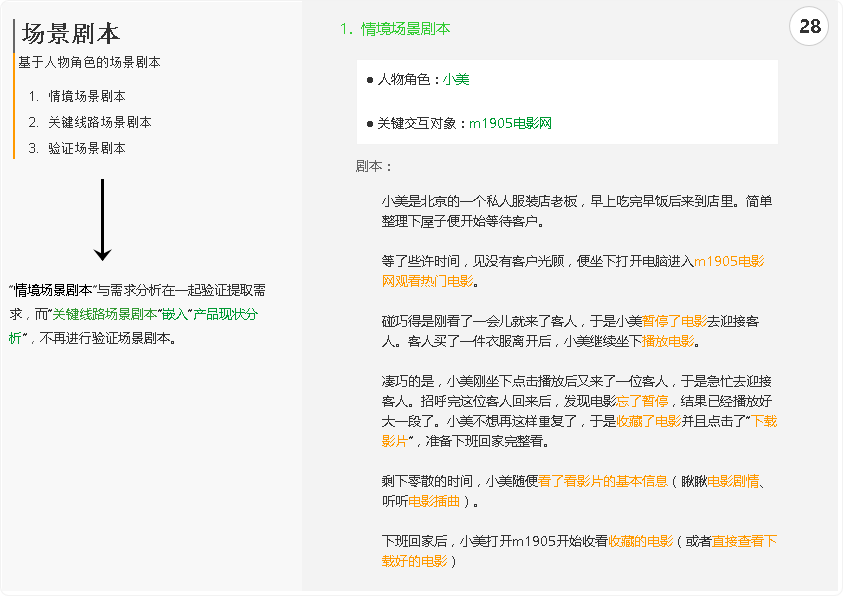 场景剧本
基于人物角色的场景剧本
1. 情境场景剧本
2. 关键线路场景剧本
3. 验证场景剧本
“情境场景剧本”与需求分析在一起验证提取需
求，而“关键线路场景剧本”嵌入“产品现状分
析”，不再进行验证场景剧本。
1. 情境场景剧本
28
● 人物角色：小美
● 关键交互对象：m1905电影网
剧本：
小美是北京的一个私人服装店老板，早上吃完早饭后来到店里。简单
整理下屋子便开始等待客户。
等了些许时间，见没有客户光顾，便坐下打开电脑进入m1905电影
网观看热门电影。
碰巧得是刚看了一会儿就来了客人，于是小美暂停了电影去迎接客
人。客人买了一件衣服离开后，小美继续坐下播放电影。
凄巧的是，小美刚坐下点击播放后又来了一位客人，于是急忙去迎接
客人。招呼完这位客人回来后，发现电影忘了暂停，结果已经播放好
大一段了。小美不想再这样重复了，于是收藏了电影并且点击了“下载
影片”，准备下班回家完整看。
剩下零散的时间，小美随便看了看影片的基本信息（瞅瞅电影剧情、
听听电影插曲）。
下班回家后，小美打开m1905开始收看收藏的电影（或者直接查看下
载好的电影）